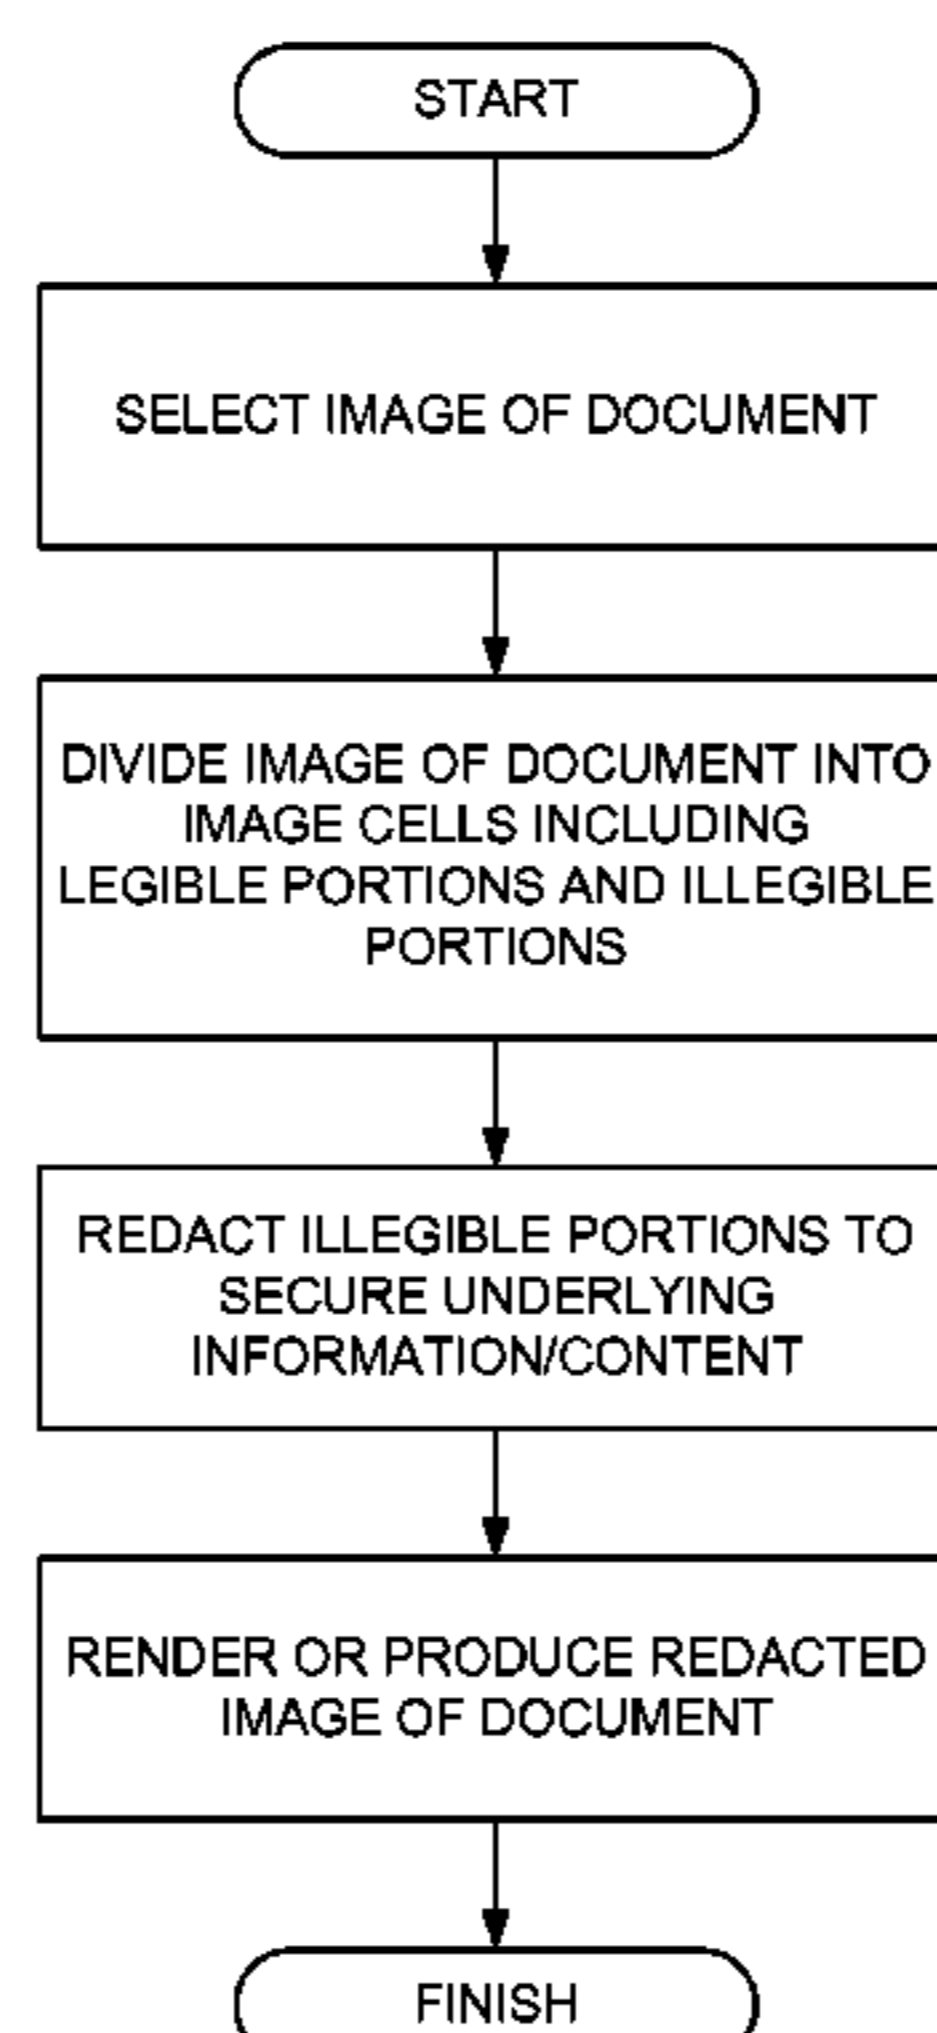 START
SELECT IMAGE OF DOCUMENT
DIVIDE IMAGE OF DOCUMENT INTO
IMAGE CELLS INCLUDING
LEGIBLE PORTIONS AND ILLEGIBLE
PORTIONS
REDACT ILLEGIBLE PORTIONS TO
SECURE UNDERLYING
INFORMATION/CONTENT
RENDER OR PRODUCE REDACTED
IMAGE OF DOCUMENT
FINISH